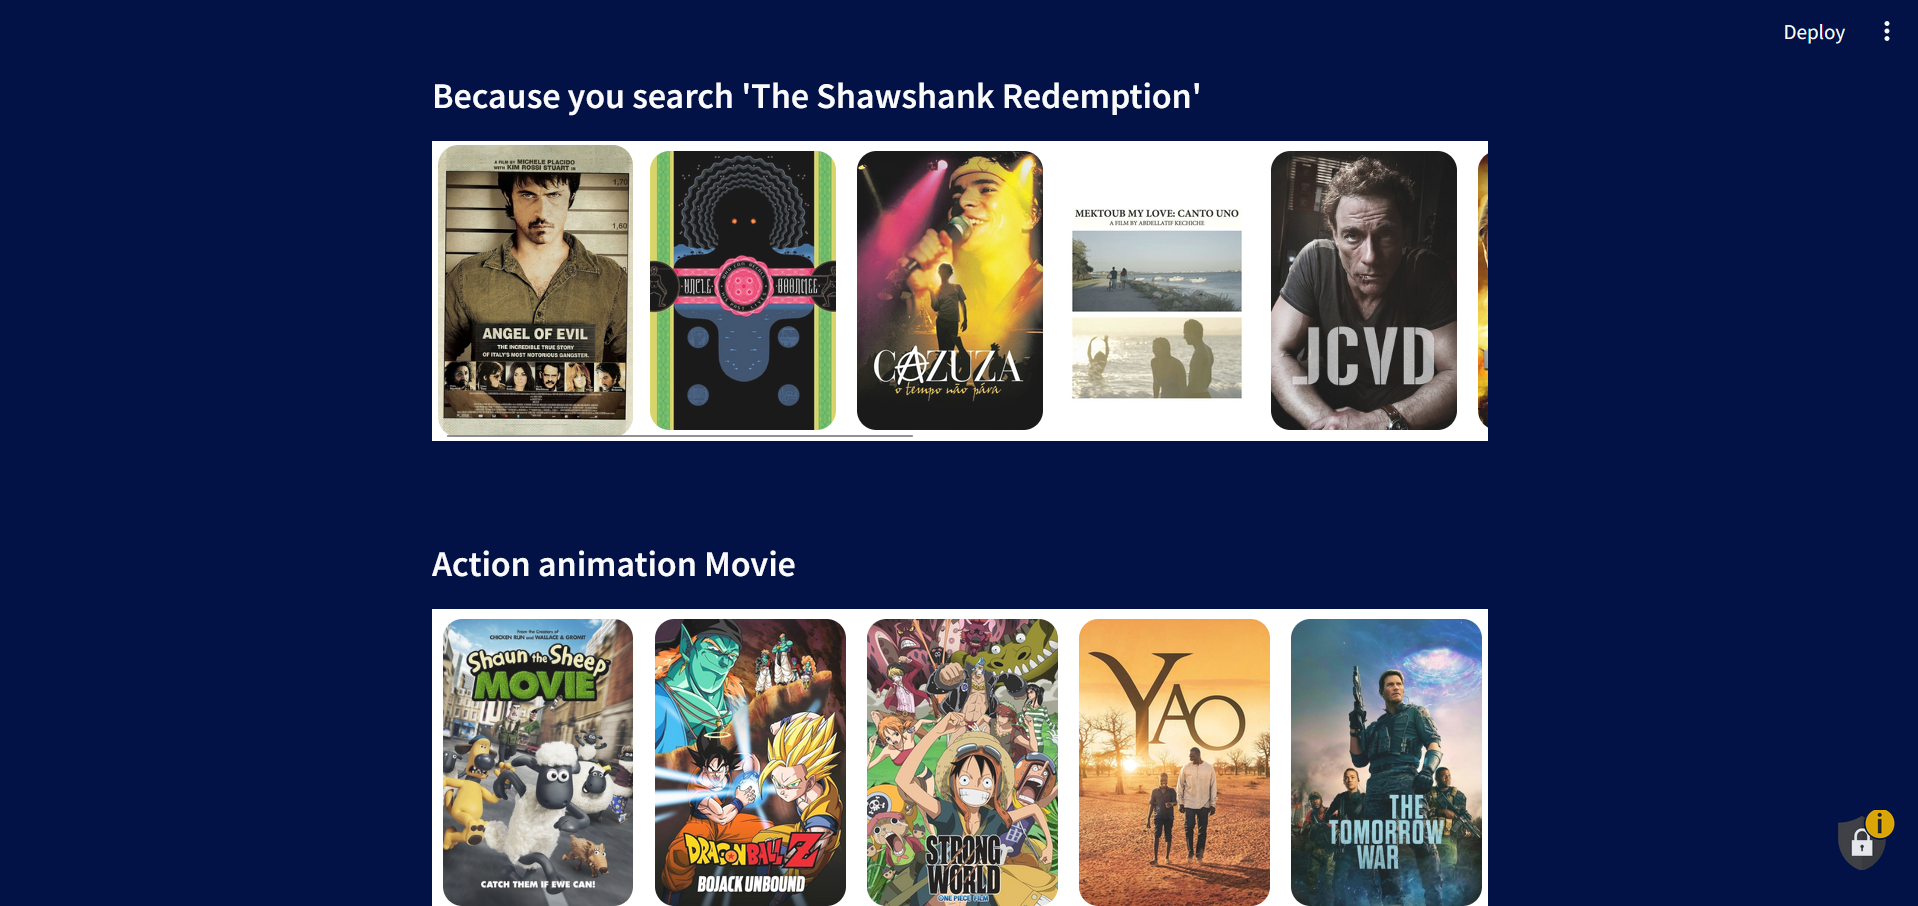 Deploy
Because you search 'The Shawshank Redemption'
A FILM BY MICHELE PLACIDO
WITH KIM ROSSI STUART
1,70
1,60
ANGEL OF EVIL
THE INCREDIBLE TRUE STORY
OF ITALY'S MOST NOTORIOUS GANGSTER.
UNCLE
BOONMEE
CAZUZA
o tempo não pára
MEKTOUB MY LOVE: CANTO UNO
A FILM BY ABDELLATIF KECHICHE
JCVD
Action animation Movie
From the Creators of
CHICKEN RUN and WALLACE & GROMIT
Shaun the Sheep
MOVIE
CATCH THEM IF EWE CAN!
DRAGON BALL Z
BOJACK UNBOUND
STRONG
WORLD
ONE PIECE FILM
YAO
THE
TOMORROW
WAR